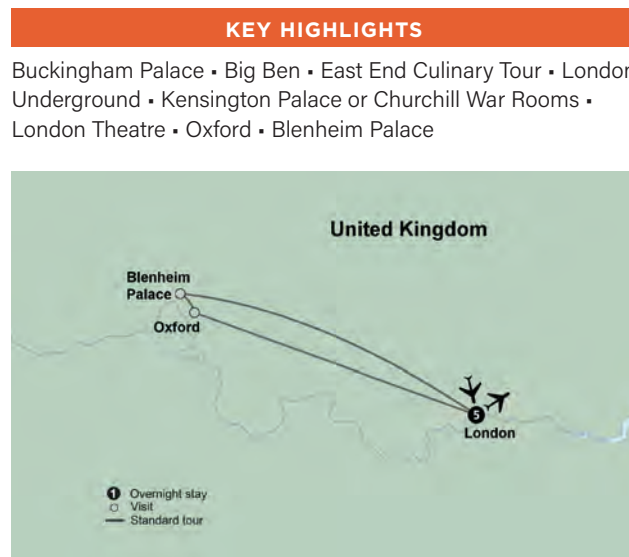 KEY HIGHLIGHTS
Buckingham Palace • Big Ben • East End Culinary Tour • London
Underground • Kensington Palace or Churchill War Rooms •
London Theatre • Oxford • Blenheim Palace
United Kingdom
Blenheim
Palace
Oxford
5
London
1 Overnight stay
Visit
Standard tour